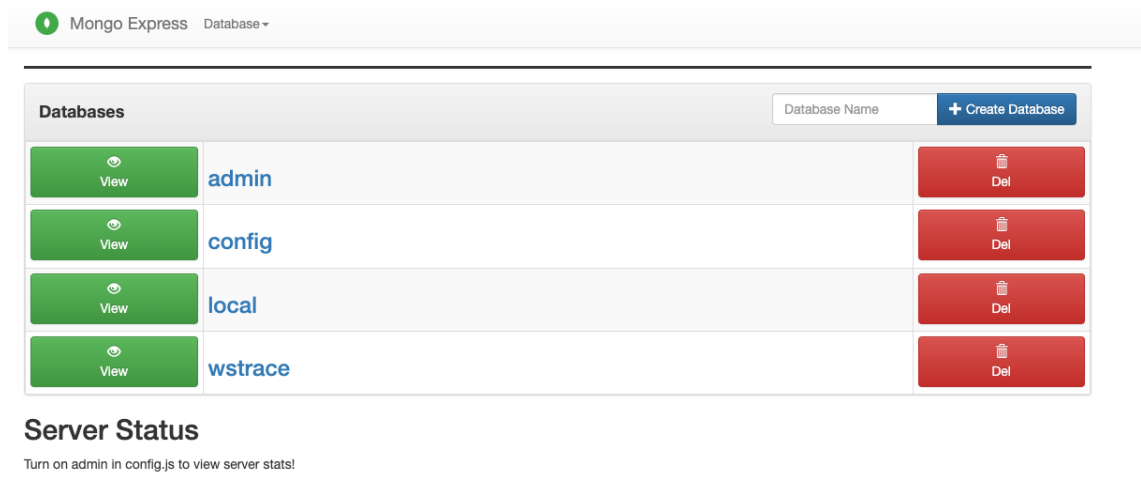 Mongo Express Database
Databases
Database Name
Create Database
View admin Del
View config Del
View local Del
View wstrace Del
Server Status
Turn on admin in config.js to view server stats!